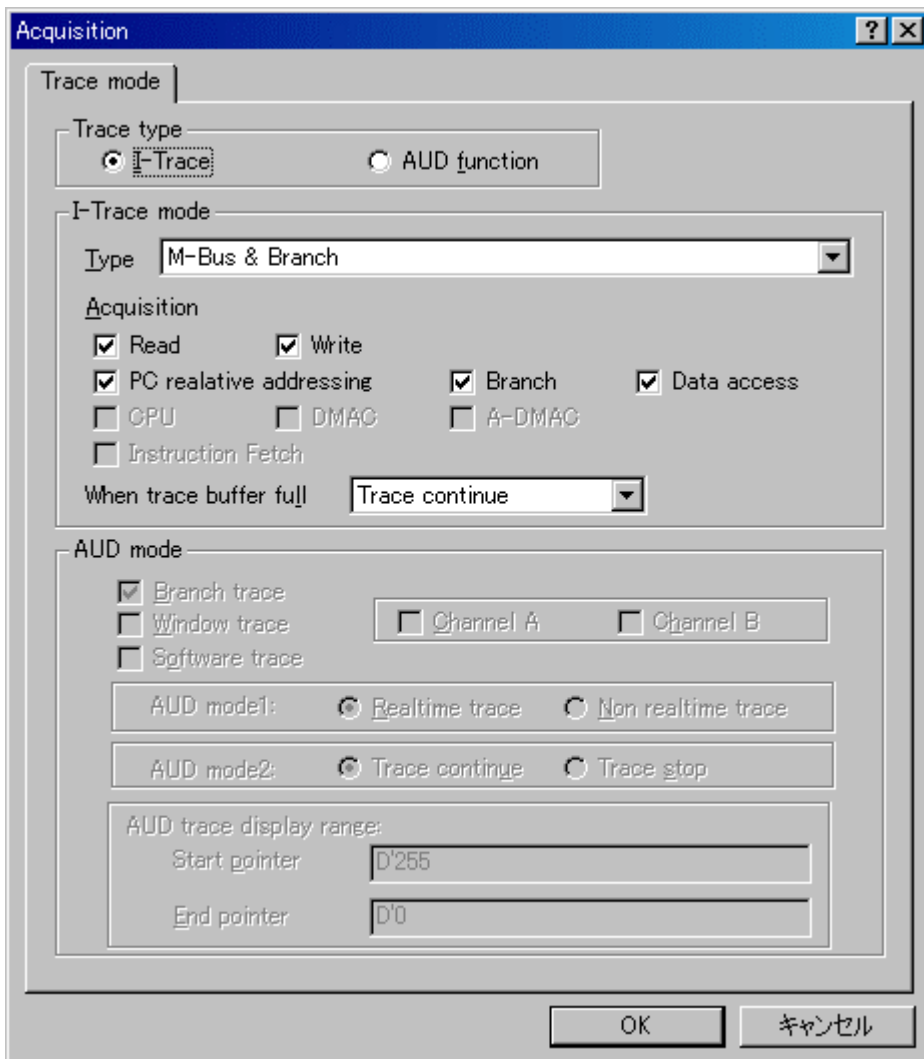 Acquisition
Trace mode
Trace type
I-Trace AUD function
I-Trace mode
Type M-Bus & Branch
Acquisition
Read Write
PC realative addressing Branch Data access
CPU DMAC A-DMAC
Instruction Fetch
When trace buffer full Trace continue
AUD mode
Branch trace
Window trace Channel A Channel B
Software trace
AUD mode1: Realtime trace Non realtime trace
AUD mode2: Trace continue Trace stop
AUD trace display range:
Start pointer D'255
End pointer D'0
OK キャンセル